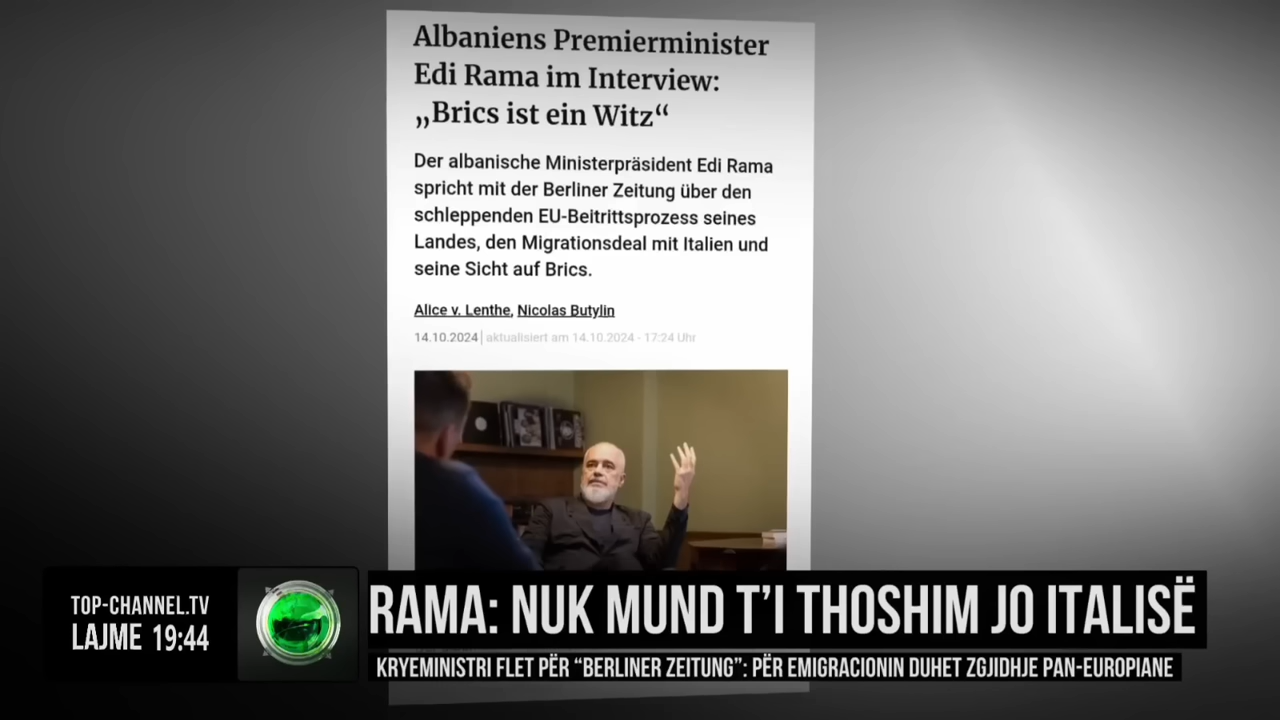 Albaniens Premierminister
Edi Rama im Interview:
„Brics ist ein Witz“
Der albanische Ministerpräsident Edi Rama
spricht mit der Berliner Zeitung über den
schleppenden EU-Beitrittsprozess seines
Landes, den Migrationsdeal mit Italien und
seine Sicht auf Brics.
Alice v. Lenthe, Nicolas Butylin
14.10.2024 | aktualisiert am 14.10.2024 - 17:24 Uhr
TOP-CHANNEL.TV
LAJME 19:44
RAMA: NUK MUND T’I THOSHIM JO ITALISË
KRYEMINISTRI FLET PËR “BERLINER ZEITUNG”: PËR EMIGRACIONIN DUHET ZGJIDHJE PAN-EUROPIANE